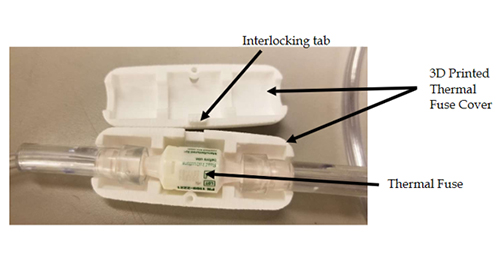 Interlocking tab
3D Printed
Thermal
Fuse Cover
Thermal Fuse